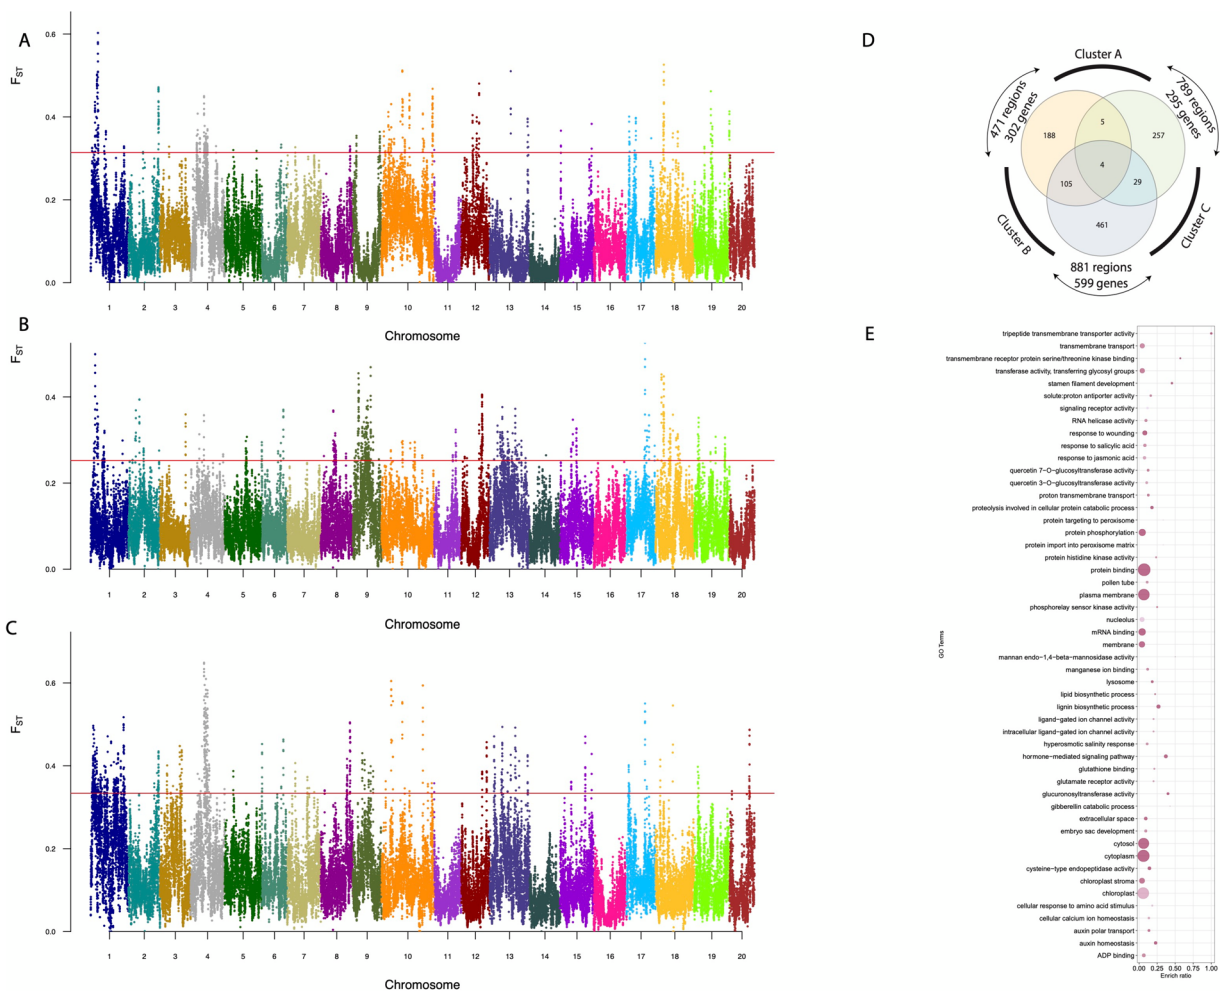 A
F_ST
0.6
0.4
0.2
0.0
1 2 3 4 5 6 7 8 9 10 11 12 13 14 15 16 17 18 19 20
Chromosome
B
F_ST
0.4
0.2
0.0
1 2 3 4 5 6 7 8 9 10 11 12 13 14 15 16 17 18 19 20
Chromosome
C
F_ST
0.6
0.4
0.2
0.0
1 2 3 4 5 6 7 8 9 10 11 12 13 14 15 16 17 18 19 20
Chromosome
D
Cluster A
471 regions
302 genes
789 regions
295 genes
188
5
257
4
105
29
461
Cluster B
Cluster C
881 regions
599 genes
E
GO Terms
tripeptide transmembrane transporter activity
transmembrane transport
transmembrane receptor protein serine/threonine kinase binding
transferase activity, transferring glycosyl groups
stamen filament development
solute:proton antiporter activity
signaling receptor activity
RNA helicase activity
response to wounding
response to salicylic acid
response to jasmonic acid
quercetin 7−O−glucosyltransferase activity
quercetin 3−O−glucosyltransferase activity
proton transmembrane transport
proteolysis involved in cellular protein catabolic process
protein targeting to peroxisome
protein phosphorylation
protein import into peroxisome matrix
protein histidine kinase activity
protein binding
pollen tube
plasma membrane
phosphorelay sensor kinase activity
nucleolus
mRNA binding
membrane
mannan endo−1,4−beta−mannosidase activity
manganese ion binding
lysosome
lipid biosynthetic process
lignin biosynthetic process
ligand−gated ion channel activity
intracellular ligand−gated ion channel activity
hyperosmotic salinity response
hormone−mediated signaling pathway
glutathione binding
glutamate receptor activity
glucuronosyltransferase activity
gibberellin catabolic process
extracellular space
embryo sac development
cytosol
cytoplasm
cysteine−type endopeptidase activity
chloroplast stroma
chloroplast
cellular response to amino acid stimulus
cellular calcium ion homeostasis
auxin polar transport
auxin homeostasis
ADP binding
0.00 0.25 0.50 0.75 1.00
Enrich ratio